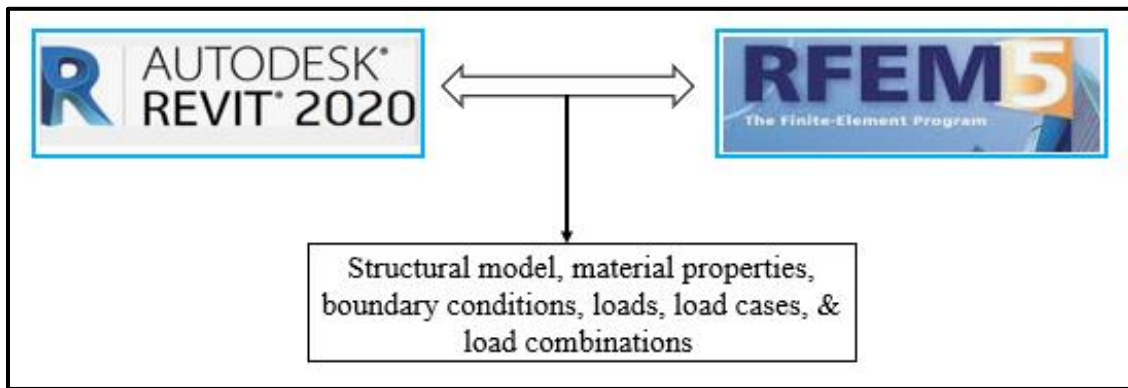 R
AUTODESK®
REVIT® 2020
RFEM5
The Finite-Element Program
Structural model, material properties,
boundary conditions, loads, load cases, &
load combinations